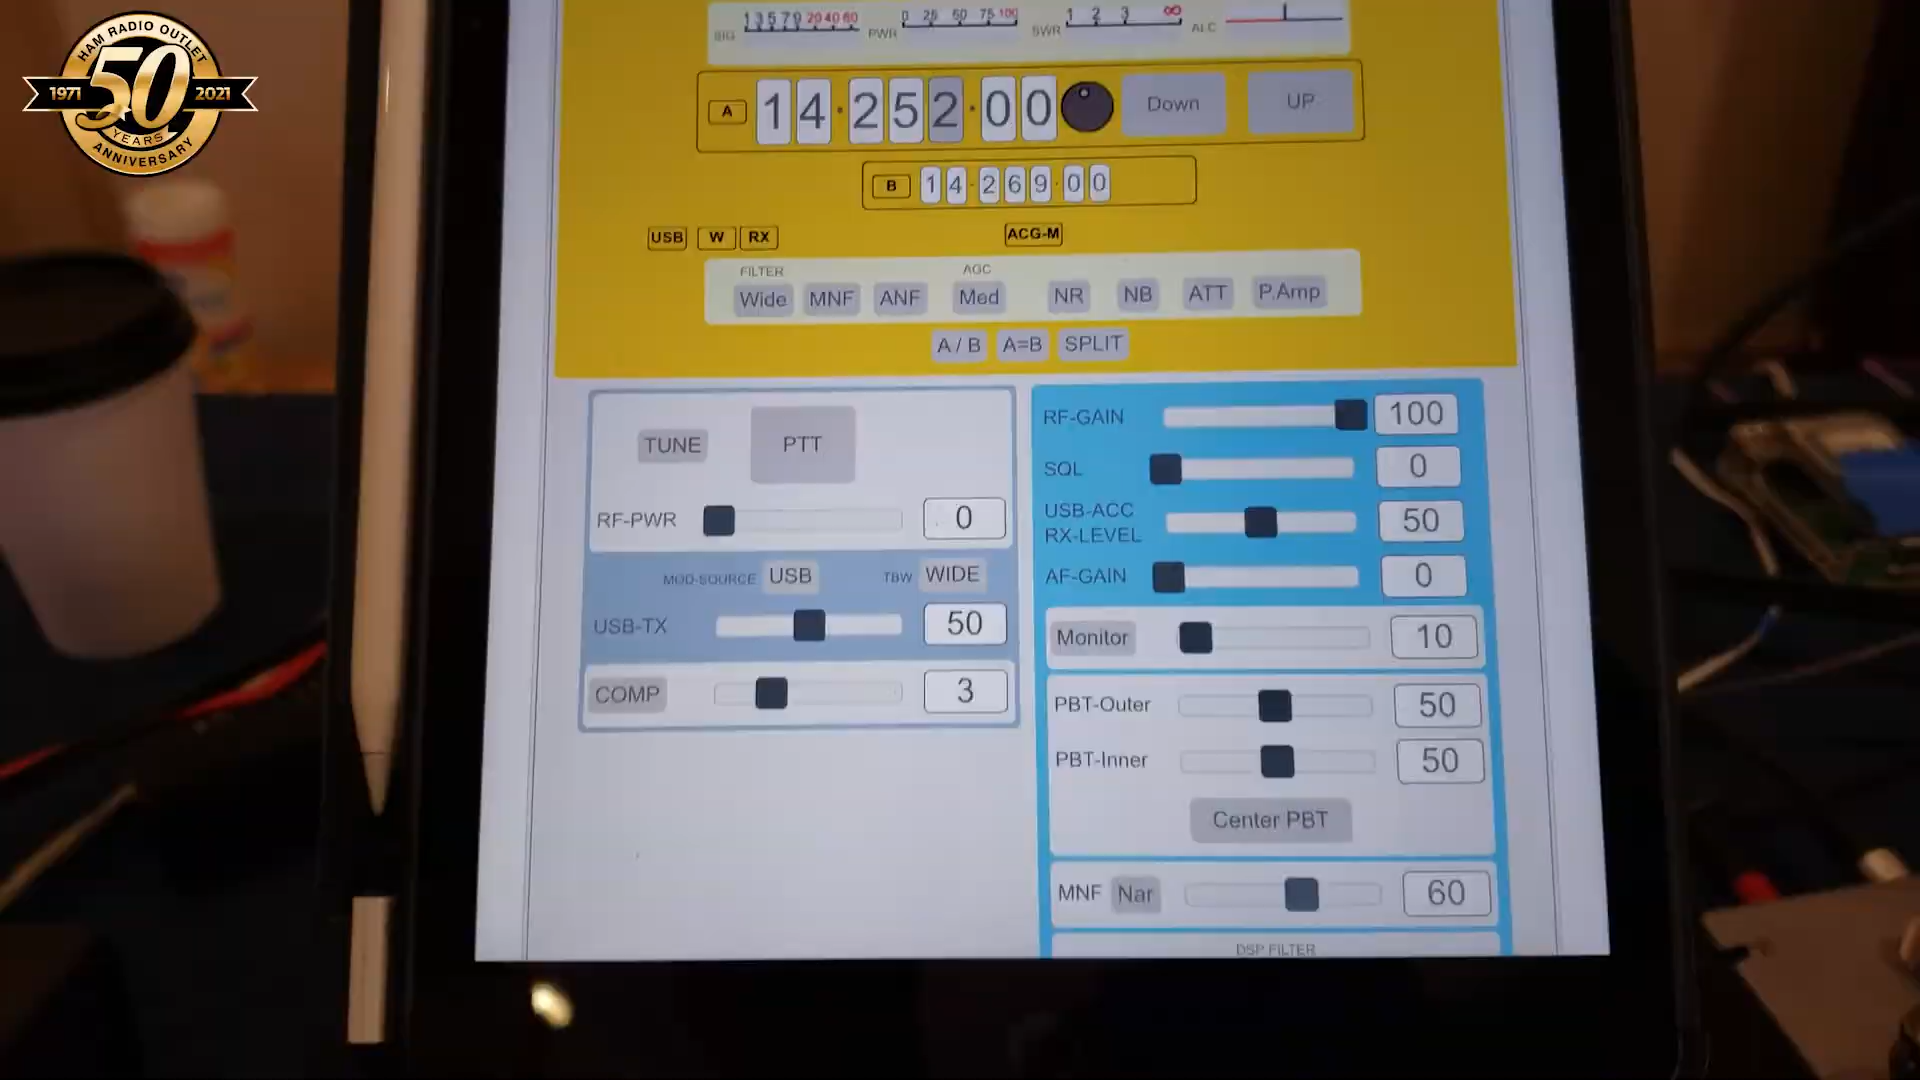 HAM RADIO OUTLET
1971 50 2021
YEARS
ANNIVERSARY
SIG 1 3 5 7 9 20 40 60 PWR 0 25 50 75 100 SWR 1 2 3 ∞ ALC
A 14·252·00 Down UP
B 14·269·00
USB W RX ACG-M
FILTER AGC
Wide MNF ANF Med NR NB ATT P.Amp
A / B A=B SPLIT
TUNE PTT
RF-PWR 0
MOD-SOURCE USB TBW WIDE
USB-TX 50
COMP 3
RF-GAIN 100
SQL 0
USB-ACC
RX-LEVEL 50
AF-GAIN 0
Monitor 10
PBT-Outer 50
PBT-Inner 50
Center PBT
MNF Nar 60
DSP FILTER